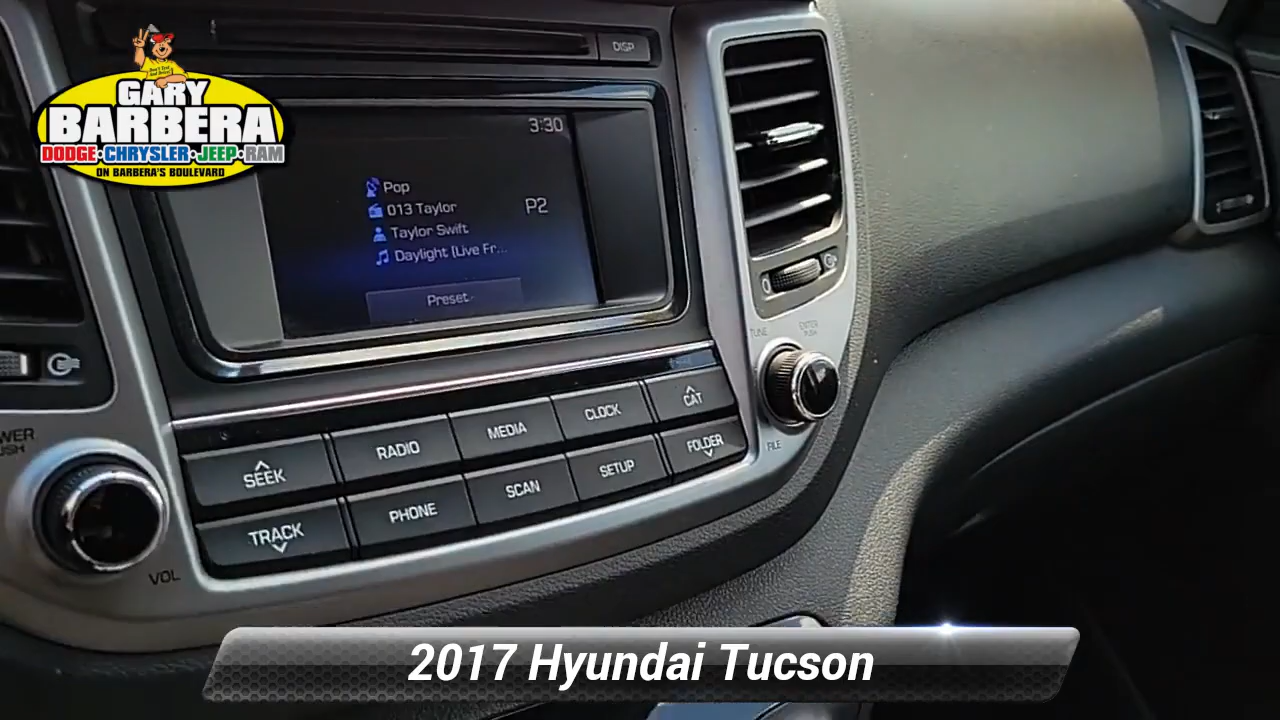 DISP
GARY
BARBERA
DODGE·CHRYSLER·JEEP·RAM
ON BARBERA'S BOULEVARD
3:30
Pop
013 Taylor
P2
Taylor Swift
Daylight (Live Fr...
Preset
TUNE
ENTER
PUSH
FILE
SEEK
RADIO
MEDIA
CLOCK
CAT
TRACK
PHONE
SCAN
SETUP
FOLDER
VOL
2017 Hyundai Tucson